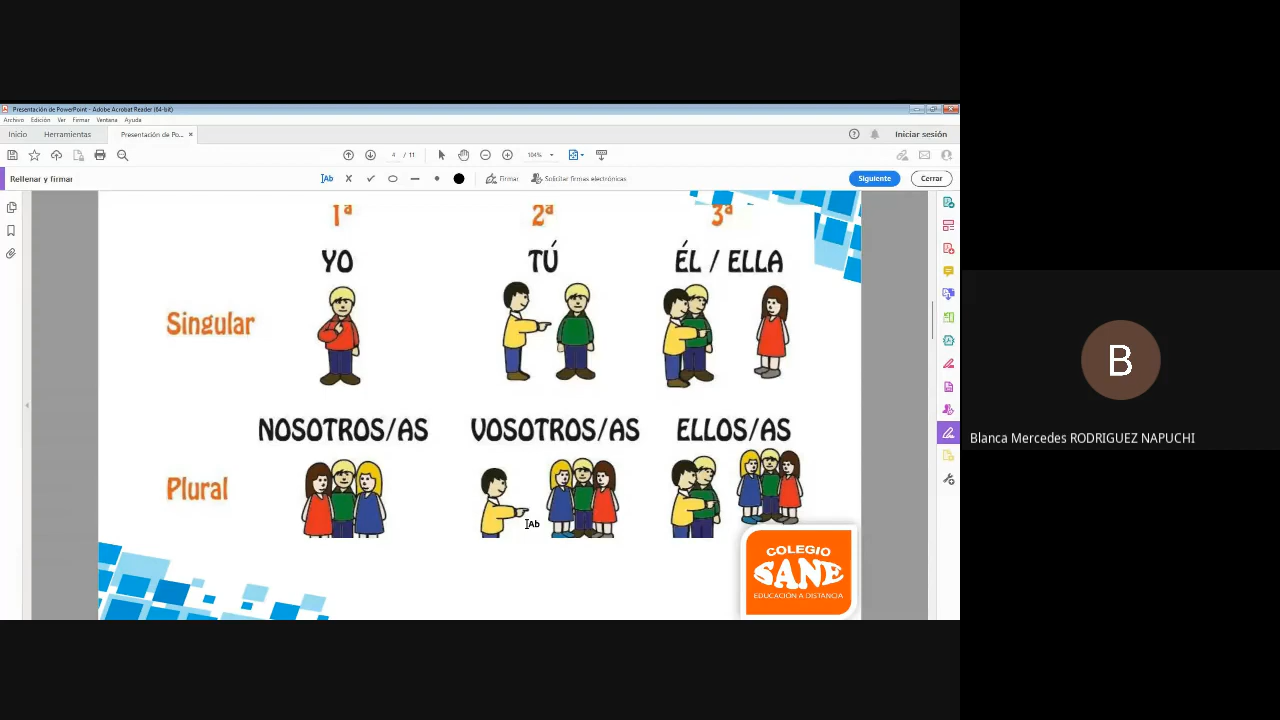 Presentación de PowerPoint - Adobe Acrobat Reader (64-bit)
Archivo Edición Ver Firmar Ventana Ayuda
Inicio Herramientas Presentación de Po... × Iniciar sesión
4 / 11 104%
Rellenar y firmar Ab Firmar Solicitar firmas electrónicas Siguiente Cerrar
1ª 2ª 3ª
YO TÚ ÉL / ELLA
Singular
NOSOTROS/AS VOSOTROS/AS ELLOS/AS
Plural
Ab
COLEGIO
SANE
EDUCACIÓN A DISTANCIA
B
Blanca Mercedes RODRIGUEZ NAPUCHI